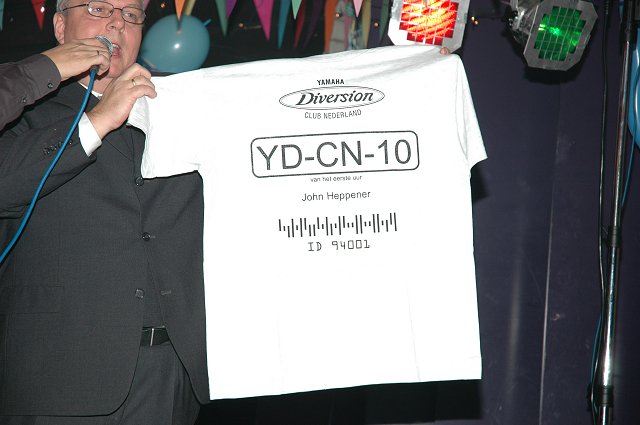 YAMAHA
Diversion
CLUB NEDERLAND
YD-CN-10
van het eerste uur
John Heppener
ID 94001